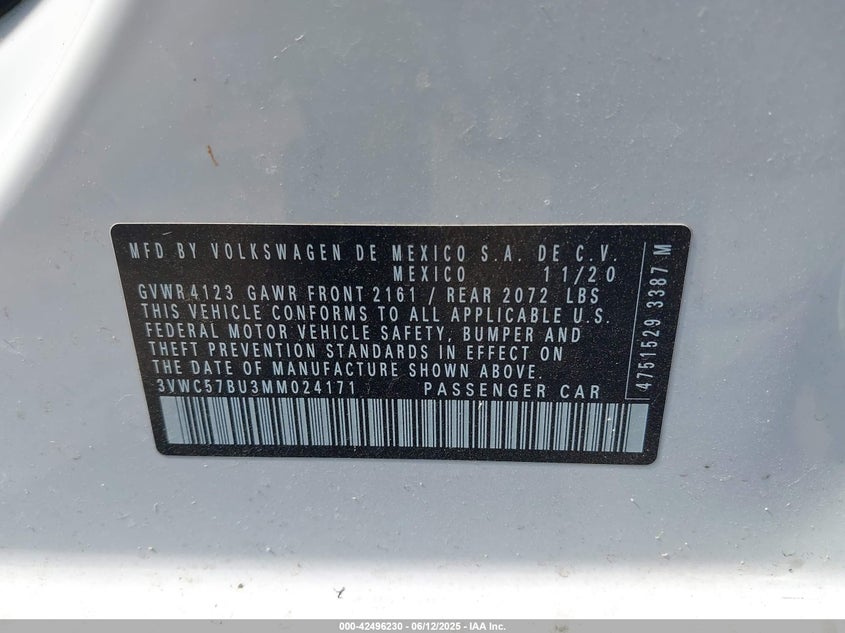 MFD BY VOLKSWAGEN DE MEXICO S.A. DE C.V.
MEXICO 11/20
GVWR 4123 GAWR FRONT 2161 / REAR 2072 LBS
THIS VEHICLE CONFORMS TO ALL APPLICABLE U.S.
FEDERAL MOTOR VEHICLE SAFETY, BUMPER AND
THEFT PREVENTION STANDARDS IN EFFECT ON
THE DATE OF MANUFACTURE SHOWN ABOVE.
3VWC57BU3MM024171 PASSENGER CAR
4751529 3387 M
000-42496230 - 06/12/2025 - IAA Inc.